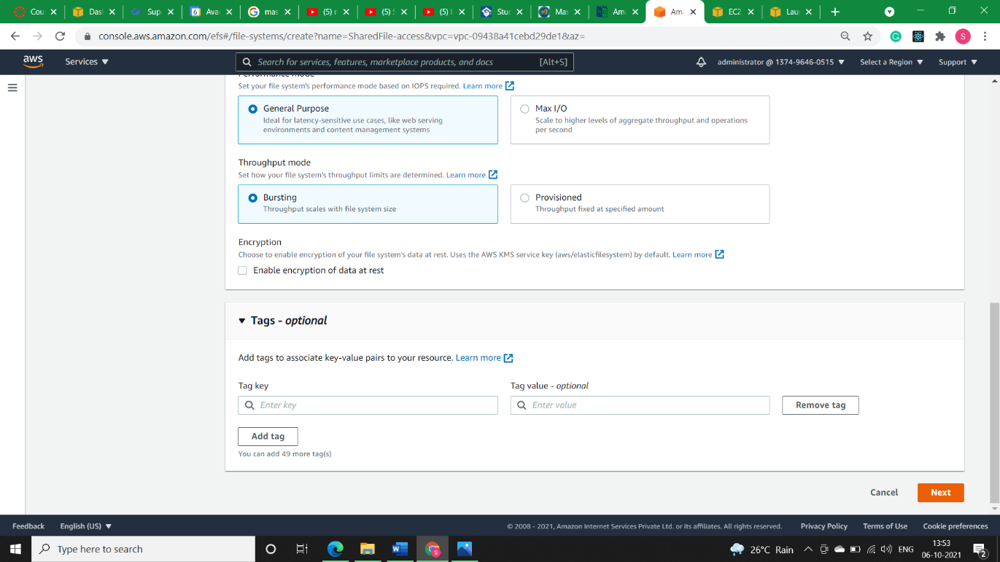 Cou
Das
Sup
6
Ava
mas
(5) r
(5) S
(5) I
Stu
Mas
Am
Am
EC2
Lau
console.aws.amazon.com/efs#/file-systems/create?name=SharedFile-access&vpc=vpc-09438a41cebd29de1&az=
S
aws
Services
Search for services, features, marketplace products, and docs
[Alt+S]
administrator @ 1374-9646-0515
Select a Region
Support
Performance mode
Set your file system's performance mode based on IOPS required. Learn more
General Purpose
Ideal for latency-sensitive use cases, like web serving
environments and content management systems
Max I/O
Scale to higher levels of aggregate throughput and operations
per second
Throughput mode
Set how your file system's throughput limits are determined. Learn more
Bursting
Throughput scales with file system size
Provisioned
Throughput fixed at specified amount
Encryption
Choose to enable encryption of your file system's data at rest. Uses the AWS KMS service key (aws/elasticfilesystem) by default. Learn more
Enable encryption of data at rest
Tags - optional
Add tags to associate key-value pairs to your resource. Learn more
Tag key
Tag value - optional
Enter key
Enter value
Remove tag
Add tag
You can add 49 more tag(s)
Cancel
Next
Feedback
English (US)
© 2008 - 2021, Amazon Internet Services Private Ltd. or its affiliates. All rights reserved.
Privacy Policy
Terms of Use
Cookie preferences
Type here to search
26°C Rain
ENG
13:53
06-10-2021
2